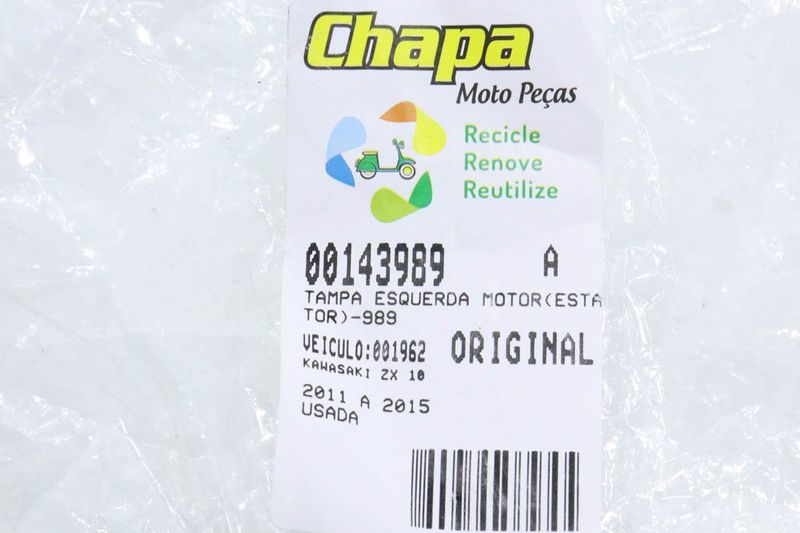 Chapa
Moto Peças
Recicle
Renove
Reutilize
00143989 A
TAMPA ESQUERDA MOTOR(ESTA
TOR)-989
VEICULO:001962 ORIGINAL
KAWASAKI ZX 10
2011 A 2015
USADA